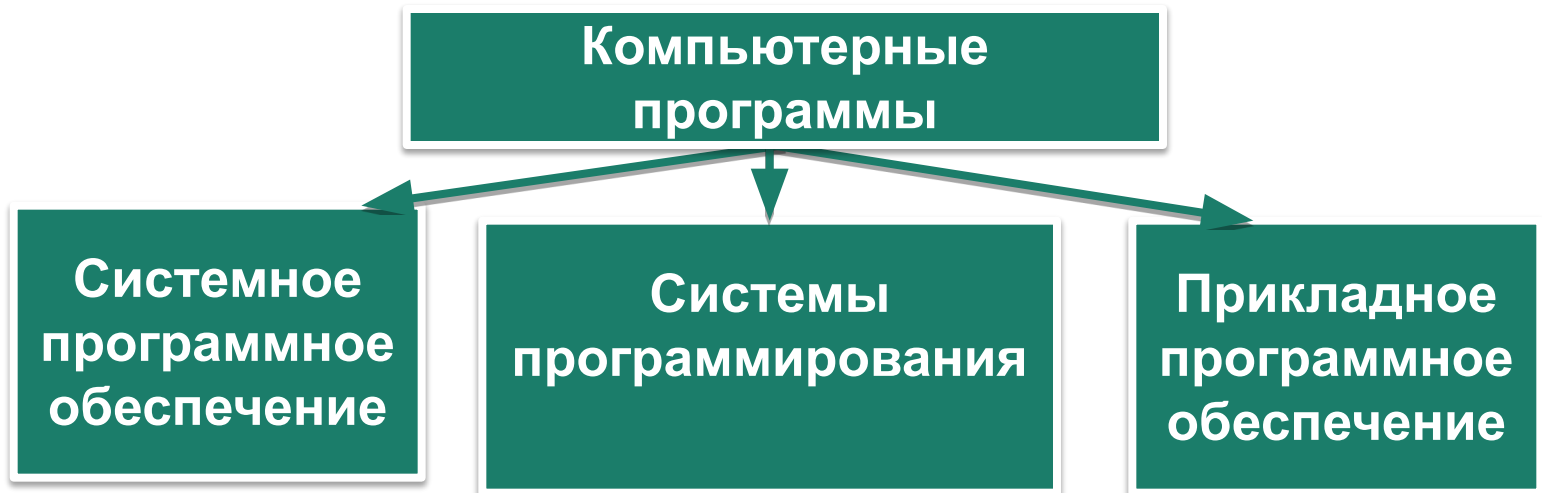 Компьютерные
программы
Системное
программное
обеспечение
Системы
программирования
Прикладное
программное
обеспечение